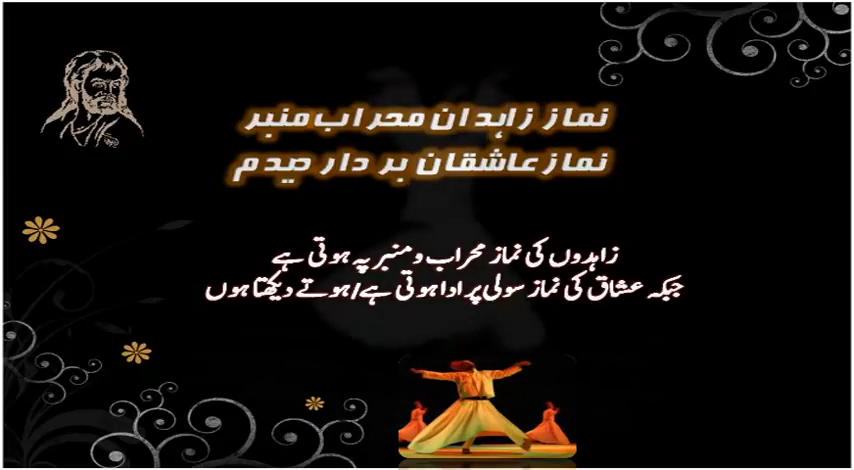 نماز زاہدان محراب منبر
نماز عاشقان بر دار دیدم
زاہدوں کی نماز محراب و منبر پہ ہوتی ہے
جبکہ عشاق کی نماز سولی پر ادا ہوتی ہے/ہوتے دیکھتا ہوں